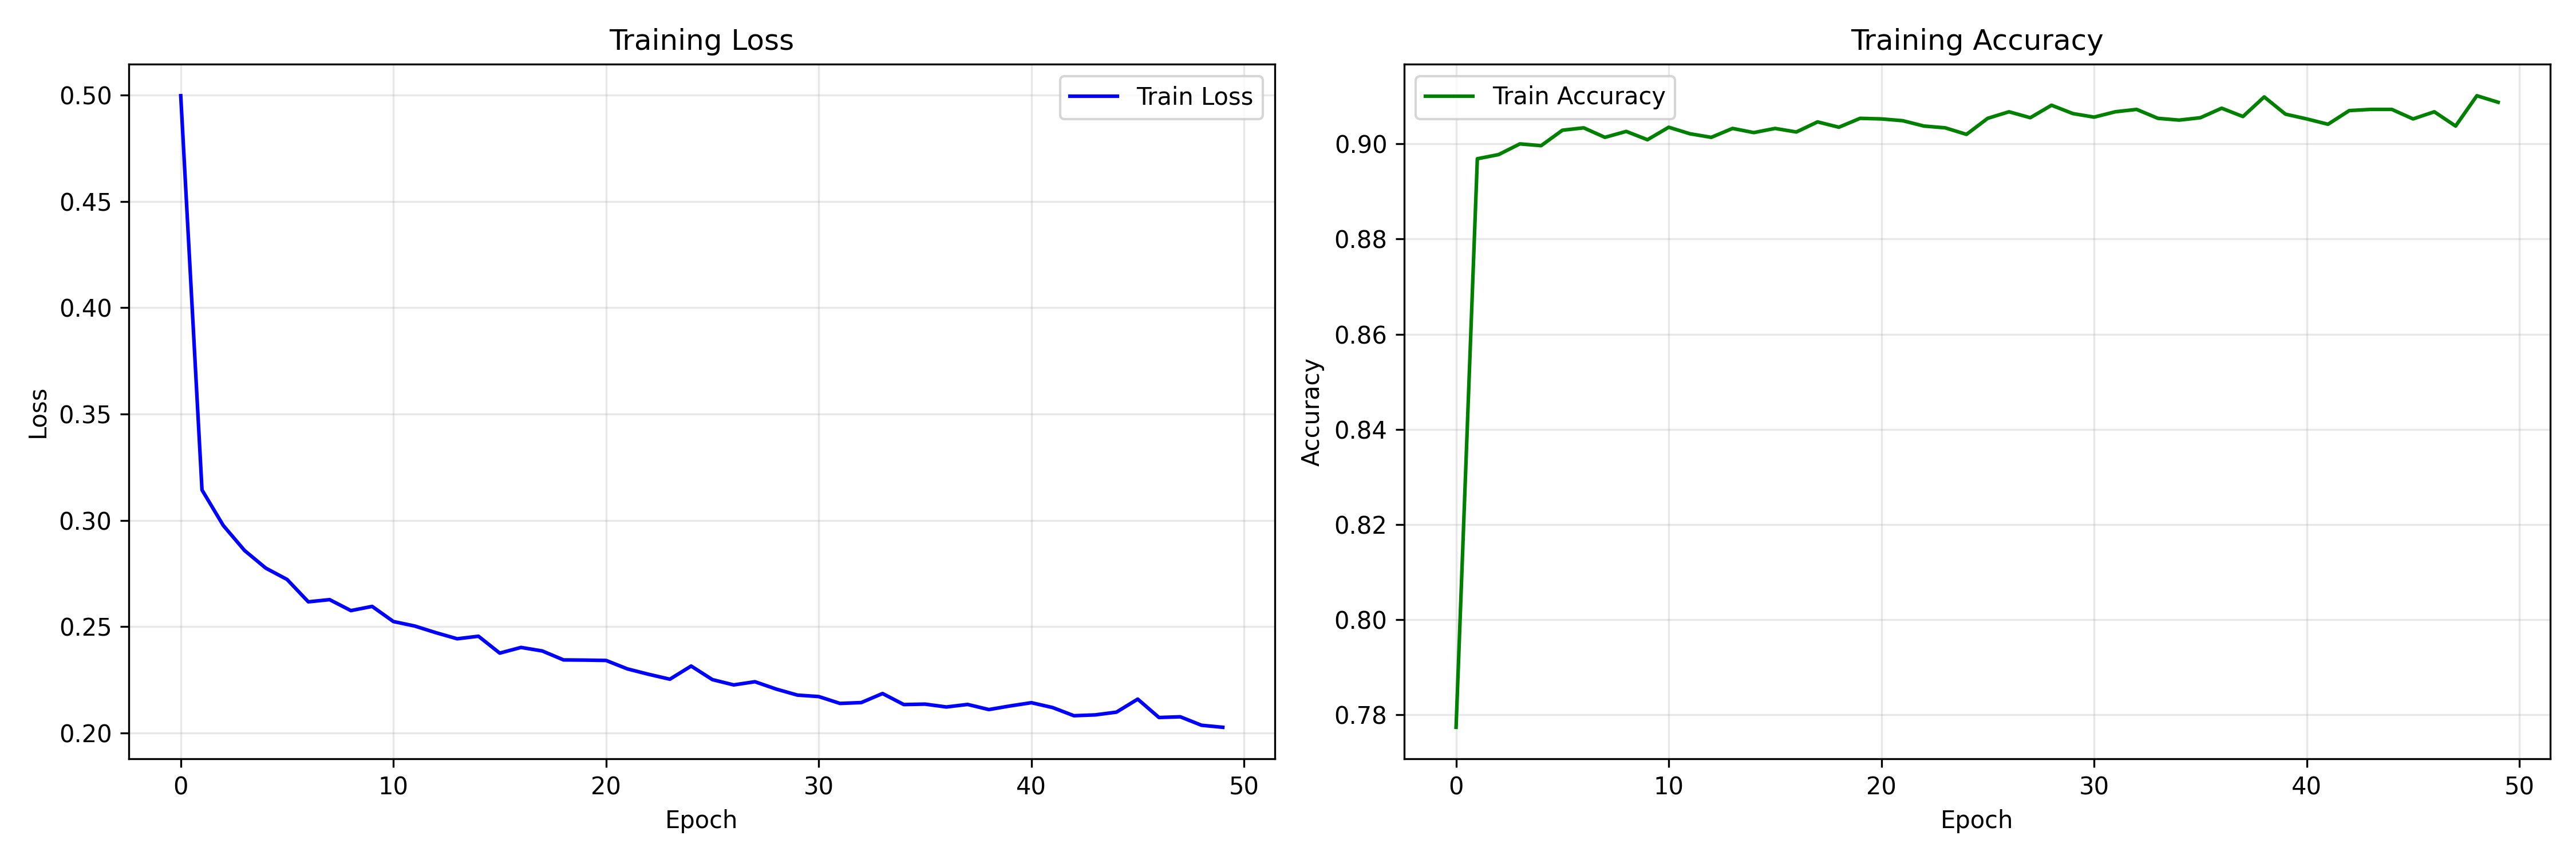 Training Loss
Train Loss
0.50
0.45
0.40
0.35
0.30
0.25
0.20
Loss
0 10 20 30 40 50
Epoch
Training Accuracy
Train Accuracy
0.90
0.88
0.86
0.84
0.82
0.80
0.78
Accuracy
0 10 20 30 40 50
Epoch